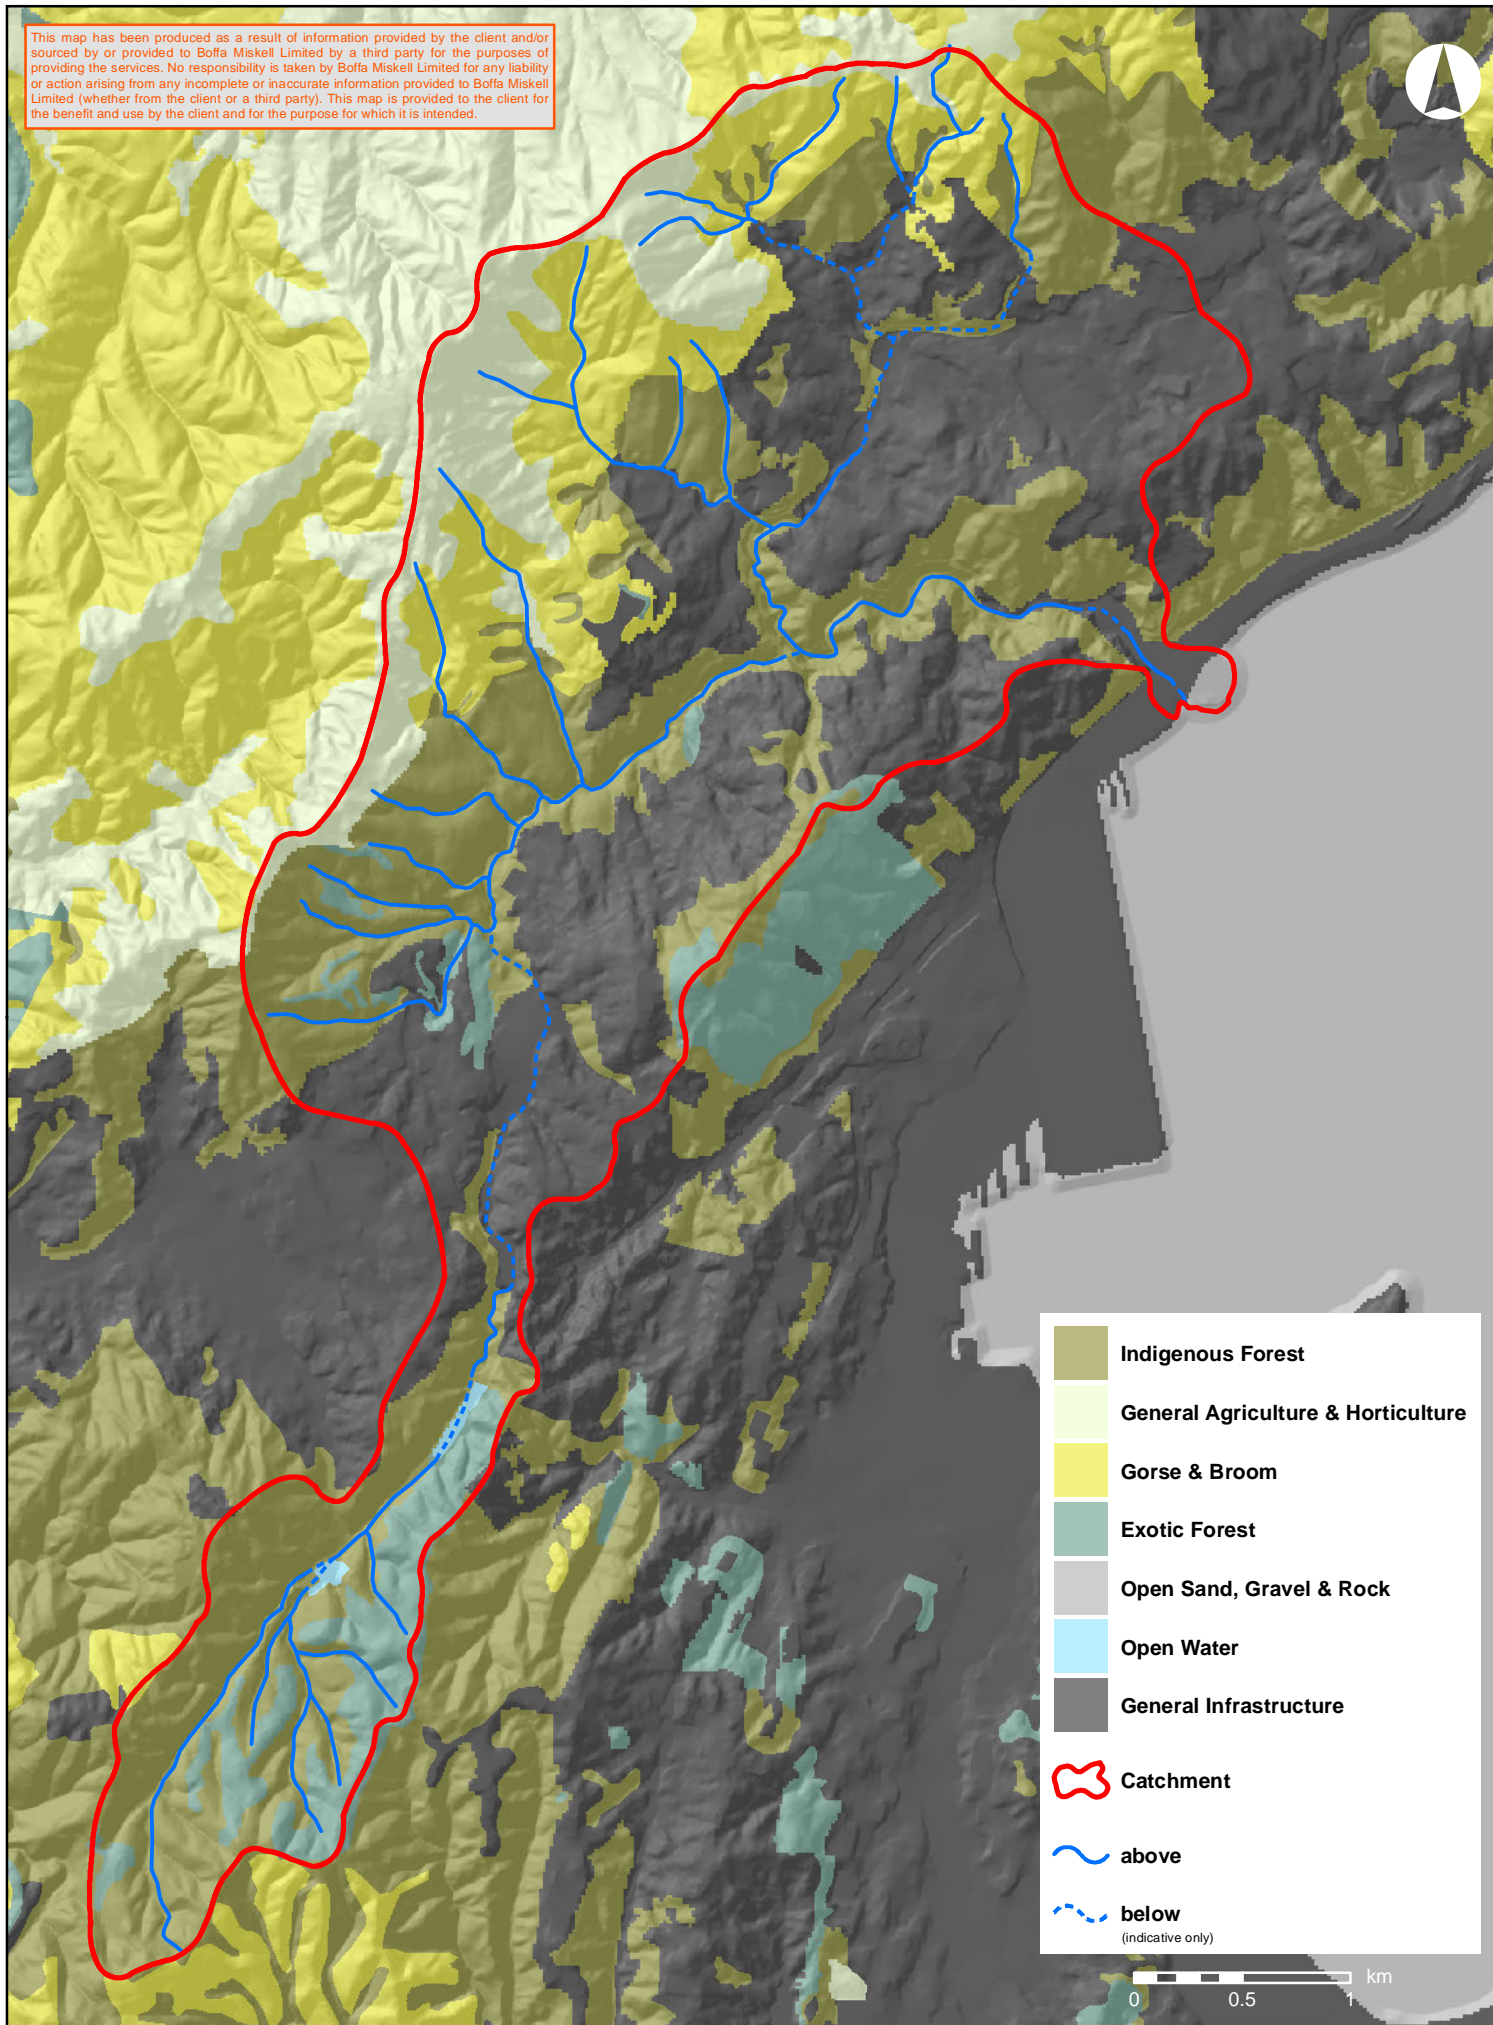 This map has been produced as a result of information provided by the client and/or
sourced by or provided to Boffa Miskell Limited by a third party for the purposes of
providing the services. No responsibility is taken by Boffa Miskell Limited for any liability
or action arising from any incomplete or inaccurate information provided to Boffa Miskell
Limited (whether from the client or a third party). This map is provided to the client for
the benefit and use by the client and for the purpose for which it is intended.
Indigenous Forest
General Agriculture & Horticulture
Gorse & Broom
Exotic Forest
Open Sand, Gravel & Rock
Open Water
General Infrastructure
Catchment
above
below
(indicative only)
km
0 0.5 1